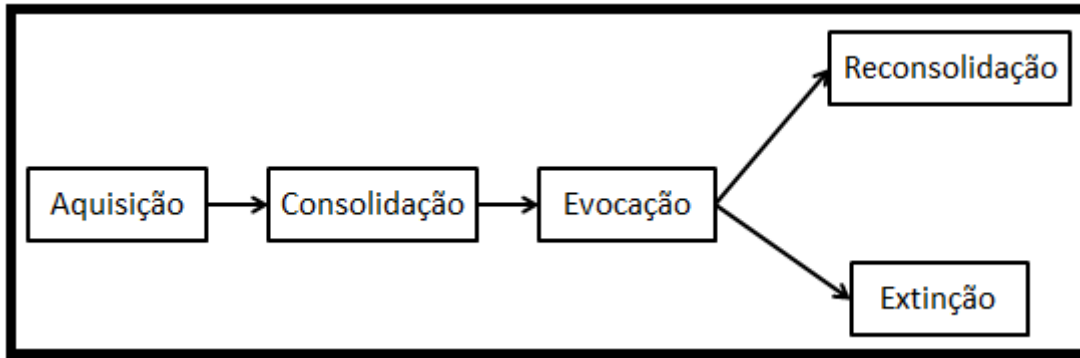 Aquisição
Consolidação
Evocação
Reconsolidação
Extinção